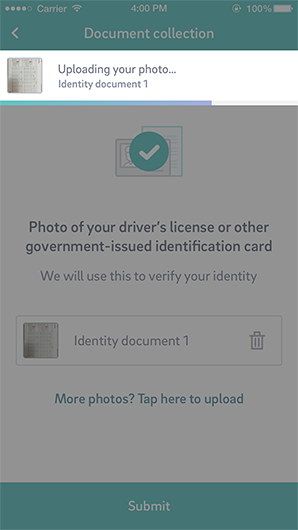 Carrier 4:00 PM 100%
Document collection
Uploading your photo...
Identity document 1
Photo of your driver's license or other
government-issued identification card
We will use this to verify your identity
Identity document 1
More photos? Tap here to upload
Submit